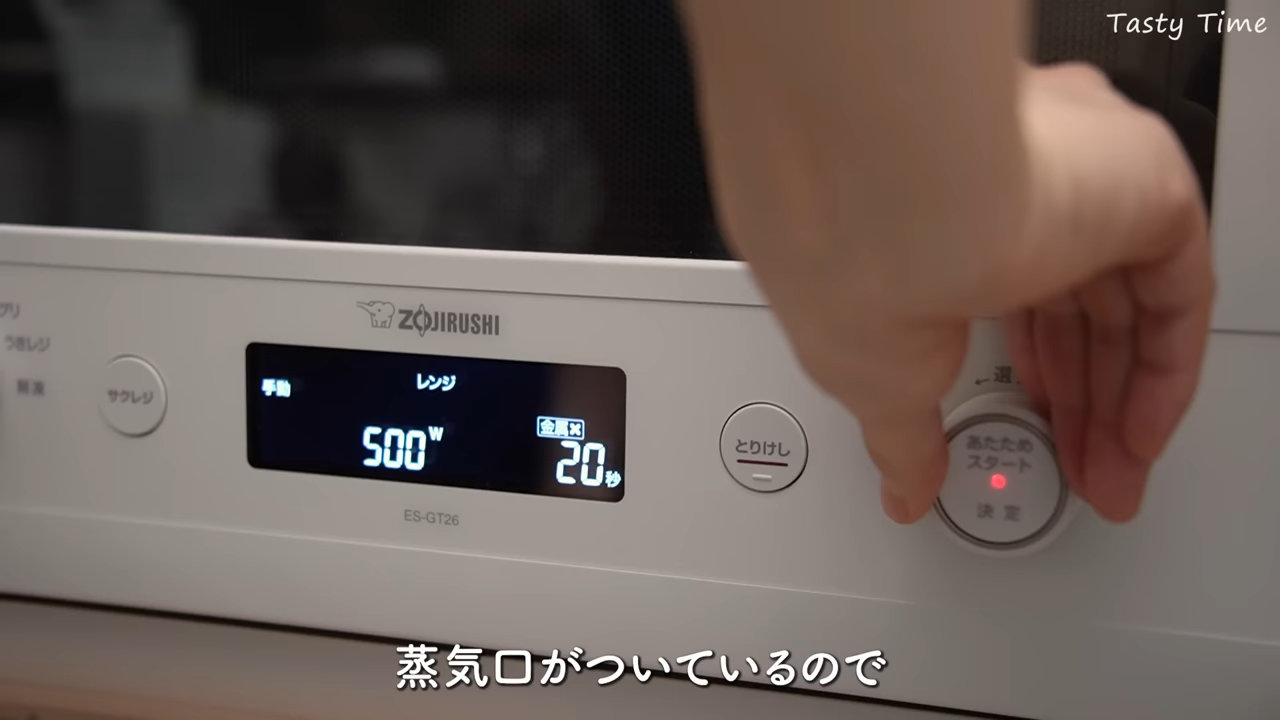 Tasty Time
ZOJIRUSHI
うきレジ
解凍
サクレジ
手動
レンジ
500W
金属×
20秒
ES-GT26
とりけし
あたため
スタート
決定
蒸気口がついているので